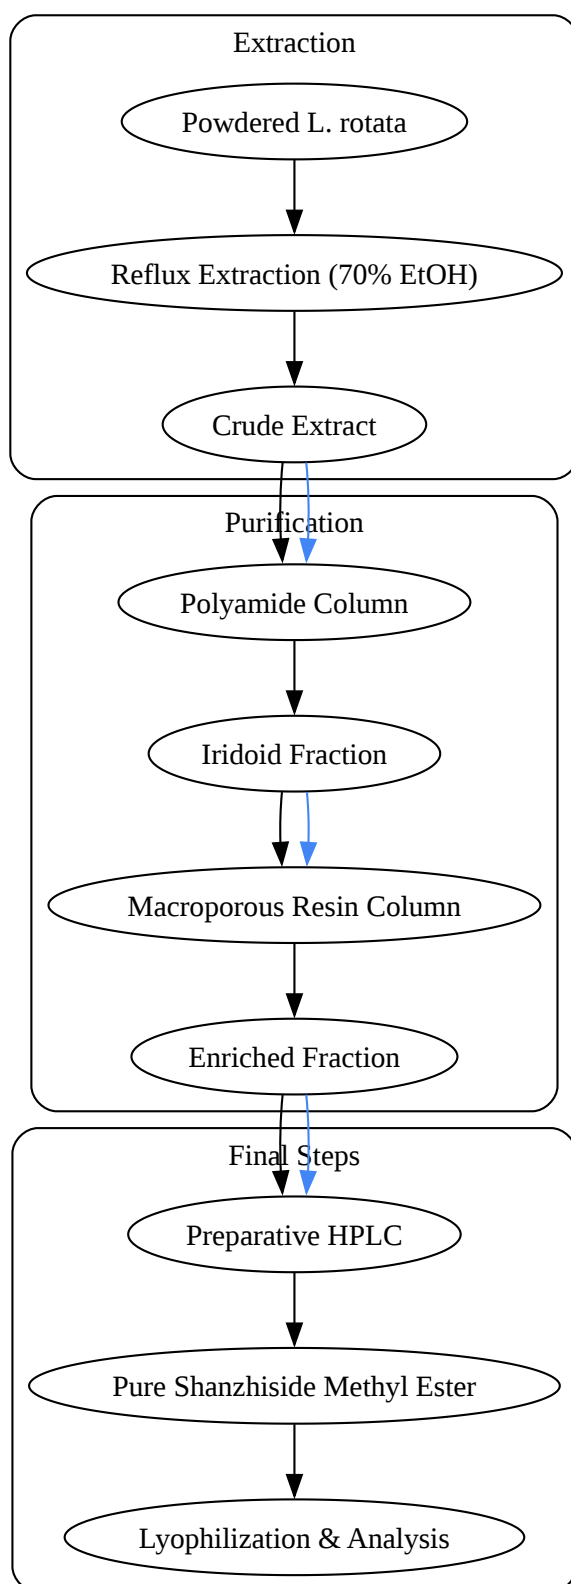 Extraction
Powdered L. rotata
Reflux Extraction (70% EtOH)
Crude Extract
Purification
Polyamide Column
Iridoid Fraction
Macroporous Resin Column
Enriched Fraction
Final Steps
Preparative HPLC
Pure Shanzhiside Methyl Ester
Lyophilization & Analysis